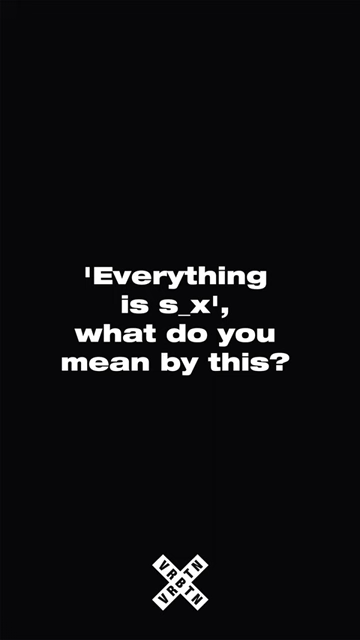 'Everything
is s_x',
what do you
mean by this?
VRBTN
VRBTN